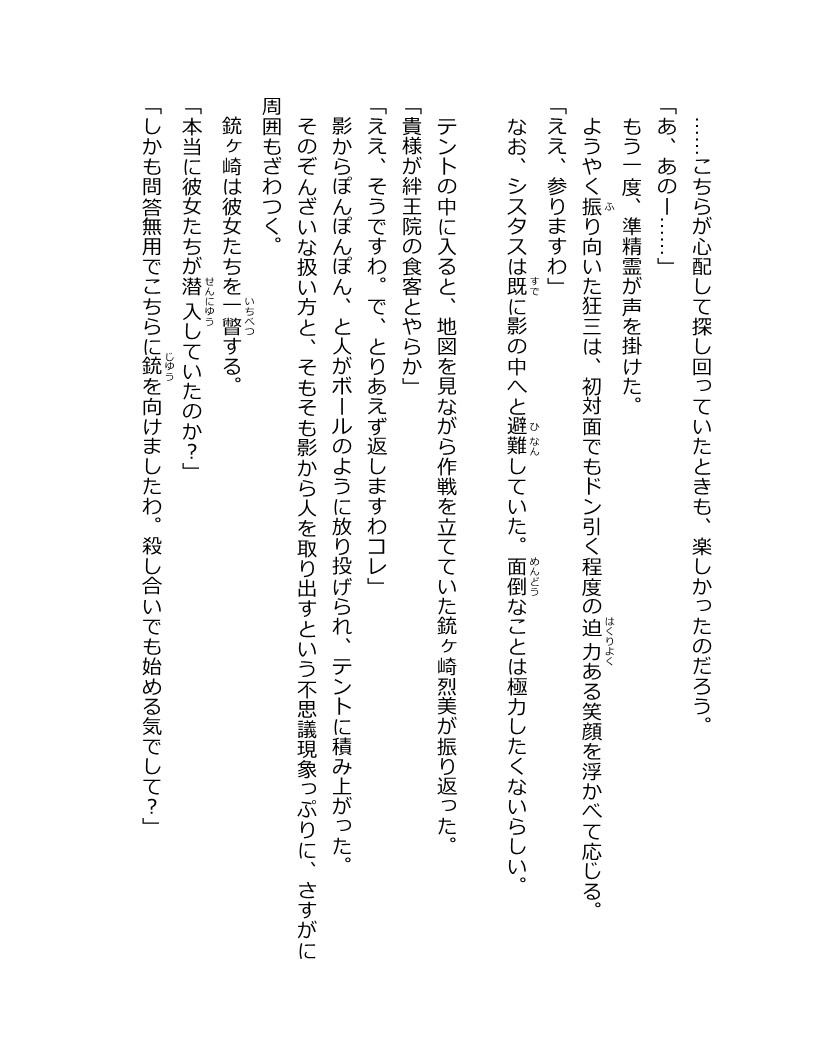 ……こちらが心配して探し回っていたときも、楽しかったのだろう。
「あ、あのー……」
もう一度、準精霊が声を掛けた。
ようやく振り向いた狂三は、初対面でもドン引く程度の迫力ある笑顔を浮かべて応じる。
「ええ、参りますわ」
なお、シスタスは既に影の中へと避難していた。面倒なことは極力したくないらしい。
テントの中に入ると、地図を見ながら作戦を立てていた銃ヶ崎烈美が振り返った。
「貴様が絆王院の食客とやらか」
「ええ、そうですわ。で、とりあえず返しますわコレ」
影からぽんぽんぽん、と人がボールのように放り投げられ、テントに積み上がった。
そのぞんざいな扱い方と、そもそも影から人を取り出すという不思議現象っぷりに、さすがに
周囲もざわつく。
銃ヶ崎は彼女たちを一瞥する。
「本当に彼女たちが潜入していたのか？」
「しかも問答無用でこちらに銃を向けましたわ。殺し合いでも始める気でして？」